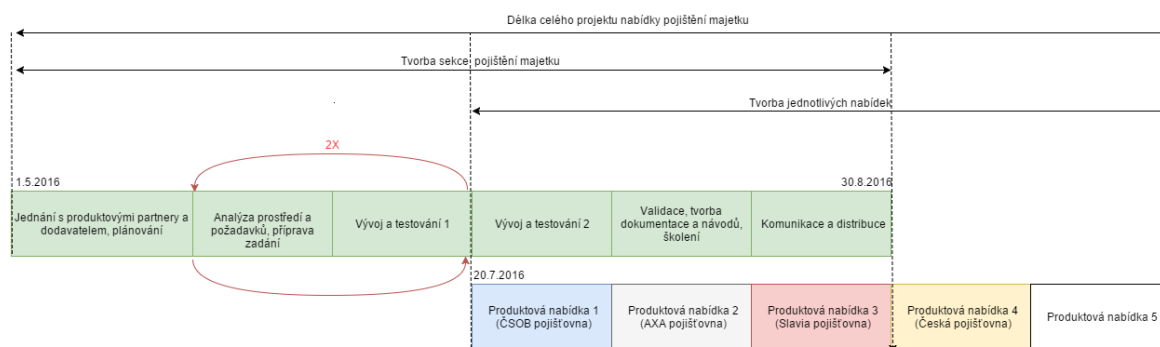 Délka celého projektu nabídky pojištění majetku
Tvorba sekce pojištění majetku
Tvorba jednotlivých nabídek
2X
1.5.2016
30.8.2016
Jednání s produktovými partnery a
dodavatelem, plánování
Analýza prostředí a
požadavků, příprava
zadání
Vývoj a testování 1
Vývoj a testování 2
Validace, tvorba
dokumentace a návodů,
školení
Komunikace a distribuce
20.7.2016
Produktová nabídka 1
(ČSOB pojišťovna)
Produktová nabídka 2
(AXA pojišťovna)
Produktová nabídka 3
(Slavia pojišťovna)
Produktová nabídka 4
(Česká pojišťovna)
Produktová nabídka 5